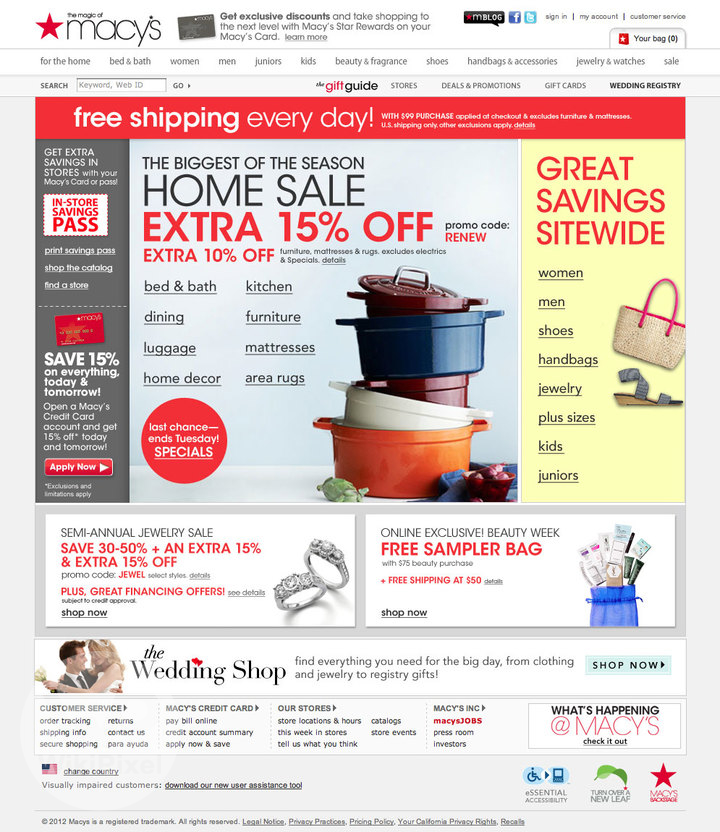 the magic of
macy's
Get exclusive discounts and take shopping to
the next level with Macy's Star Rewards on your
Macy's Card. learn more
mBLOG
sign in | my account | customer service
Your bag (0)
for the home bed & bath women men juniors kids beauty & fragrance shoes handbags & accessories jewelry & watches sale
SEARCH Keyword, Web ID GO
the giftguide STORES DEALS & PROMOTIONS GIFT CARDS WEDDING REGISTRY
free shipping every day! WITH $99 PURCHASE applied at checkout & excludes furniture & mattresses.
U.S. shipping only. other exclusions apply. details
GET EXTRA
SAVINGS IN
STORES with your
Macy's Card or pass!
IN-STORE
SAVINGS
PASS
print savings pass
shop the catalog
find a store
macy's
SAVE 15%
on everything,
today &
tomorrow!
Open a Macy's
Credit Card
account and get
15% off* today
and tomorrow!
Apply Now
*Exclusions and
limitations apply
THE BIGGEST OF THE SEASON
HOME SALE
EXTRA 15% OFF promo code:
RENEW
EXTRA 10% OFF furniture, mattresses & rugs. excludes electrics
& Specials. details
bed & bath kitchen
dining furniture
luggage mattresses
home decor area rugs
last chance—
ends Tuesday!
SPECIALS
GREAT
SAVINGS
SITEWIDE
women
men
shoes
handbags
jewelry
plus sizes
kids
juniors
SEMI-ANNUAL JEWELRY SALE
SAVE 30-50% + AN EXTRA 15%
& EXTRA 15% OFF
promo code: JEWEL select styles. details
PLUS, GREAT FINANCING OFFERS! see details
subject to credit approval.
shop now
ONLINE EXCLUSIVE! BEAUTY WEEK
FREE SAMPLER BAG
with $75 beauty purchase
+ FREE SHIPPING AT $50 details
shop now
the
Wedding Shop
find everything you need for the big day, from clothing
and jewelry to registry gifts!
SHOP NOW
CUSTOMER SERVICE
order tracking returns
shipping info contact us
secure shopping para ayuda
MACY'S CREDIT CARD
pay bill online
credit account summary
apply now & save
OUR STORES
store locations & hours catalogs
this week in stores store events
tell us what you think
MACY'S INC
macysJOBS
press room
investors
WHAT'S HAPPENING
@MACY'S
check it out
WikiPixel
change country
Visually impaired customers: download our new user assistance tool
eSSENTIAL
ACCESSIBILITY
TURN OVER A
NEW LEAF
MACY'S
BACKSTAGE
© 2012 Macys is a registered trademark. All rights reserved. Legal Notice, Privacy Practices, Pricing Policy, Your California Privacy Rights, Recalls